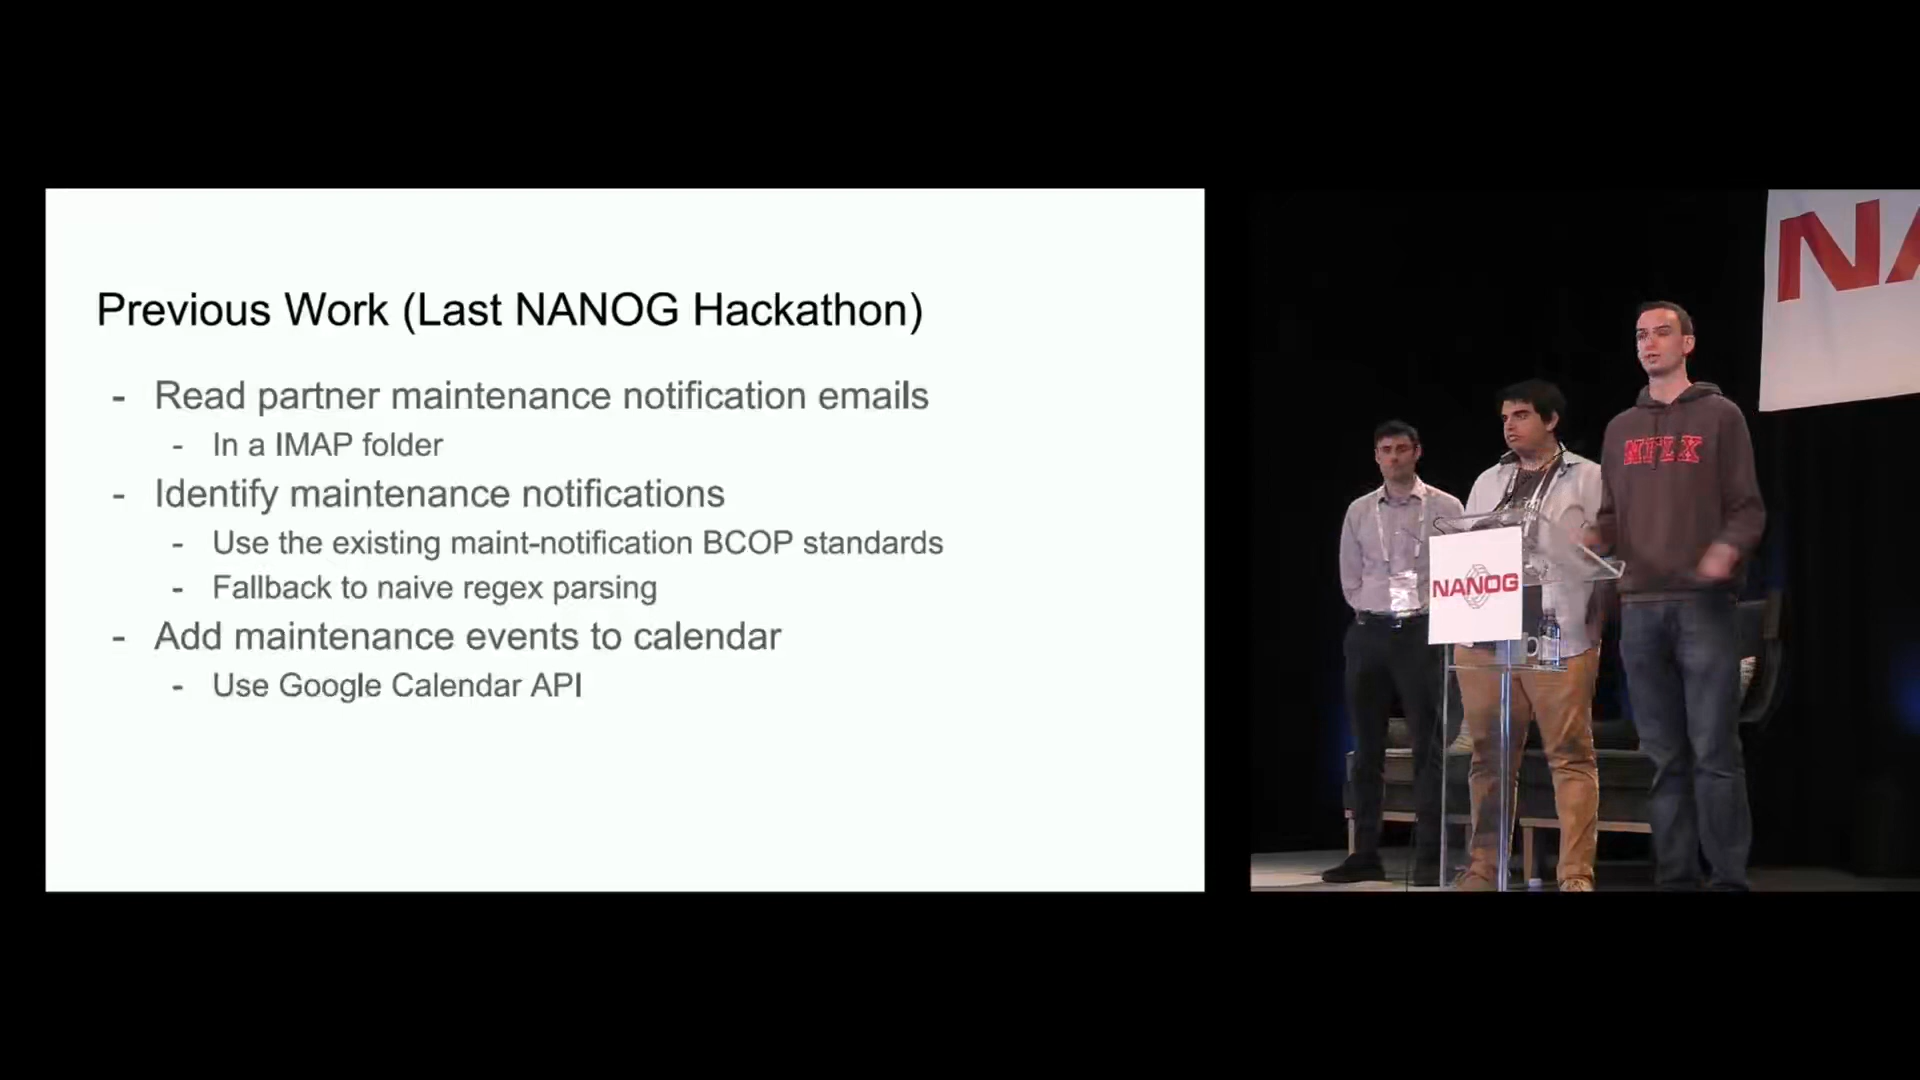 Previous Work (Last NANOG Hackathon)
- Read partner maintenance notification emails
- In a IMAP folder
- Identify maintenance notifications
- Use the existing maint-notification BCOP standards
- Fallback to naive regex parsing
- Add maintenance events to calendar
- Use Google Calendar API
NA
NFLX
NANOG